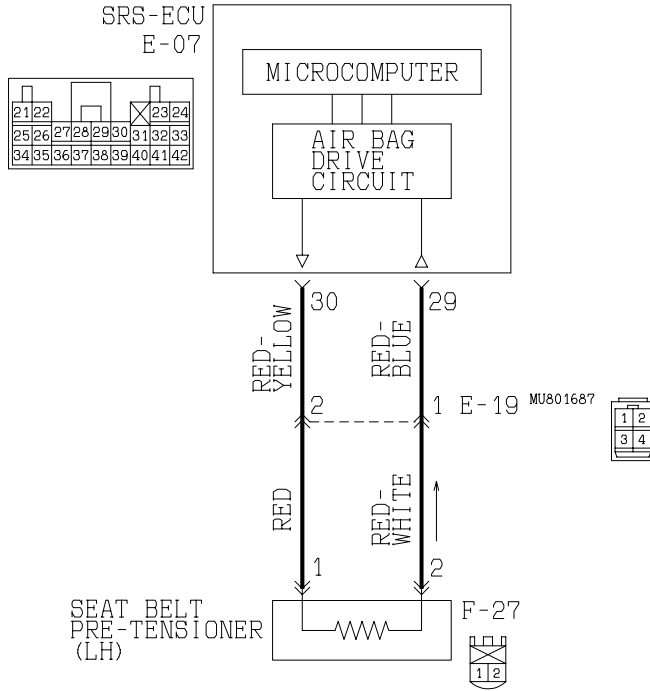 SRS-ECU
E-07
MICROCOMPUTER
21 22 23 24
25 26 27 28 29 30 31 32 33
34 35 36 37 38 39 40 41 42
AIR BAG
DRIVE
CIRCUIT
30 29
RED-
YELLOW
RED-
BLUE
2 1 E-19 MU801687
1 2
3 4
RED
RED-
WHITE
1 2
SEAT BELT
PRE-TENSIONER
(LH)
F-27
1 2